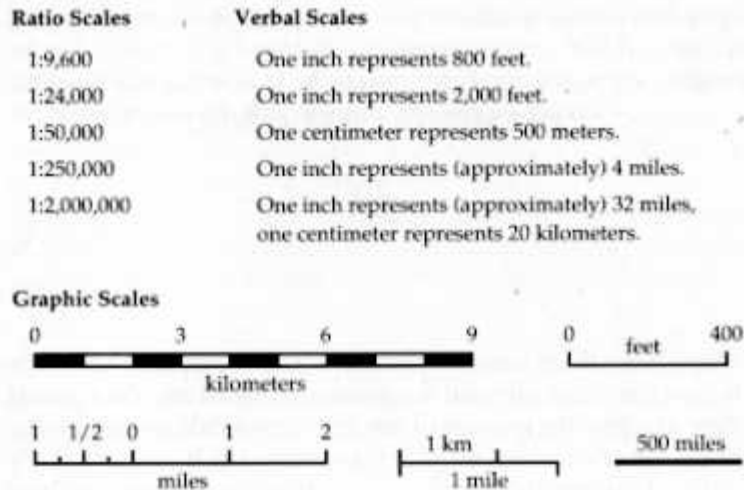 Ratio Scales Verbal Scales
1:9,600 One inch represents 800 feet.
1:24,000 One inch represents 2,000 feet.
1:50,000 One centimeter represents 500 meters.
1:250,000 One inch represents (approximately) 4 miles.
1:2,000,000 One inch represents (approximately) 32 miles,
one centimeter represents 20 kilometers.
Graphic Scales
0 3 6 9 0 feet 400
kilometers
1 1/2 0 1 2 1 km 500 miles
miles 1 mile